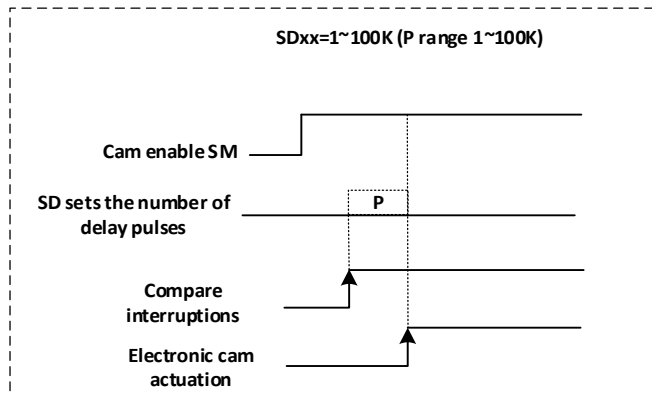 SDxx=1~100K (P range 1~100K)
Cam enable SM
P
SD sets the number of
delay pulses
Compare
interruptions
Electronic cam
actuation